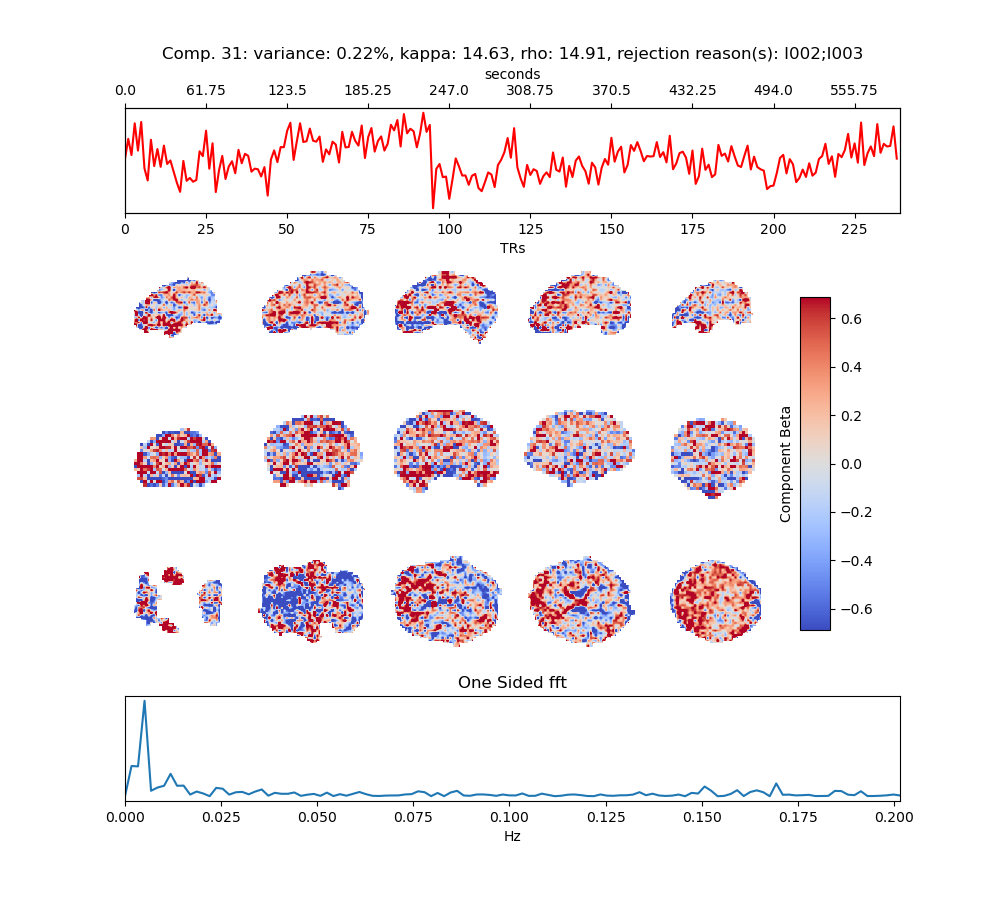 Comp. 31: variance: 0.22%, kappa: 14.63, rho: 14.91, rejection reason(s): I002;I003
seconds
0.0 61.75 123.5 185.25 247.0 308.75 370.5 432.25 494.0 555.75
0 25 50 75 100 125 150 175 200 225
TRs
0.6
0.4
0.2
0.0
−0.2
−0.4
−0.6
Component Beta
One Sided fft
0.000 0.025 0.050 0.075 0.100 0.125 0.150 0.175 0.200
Hz